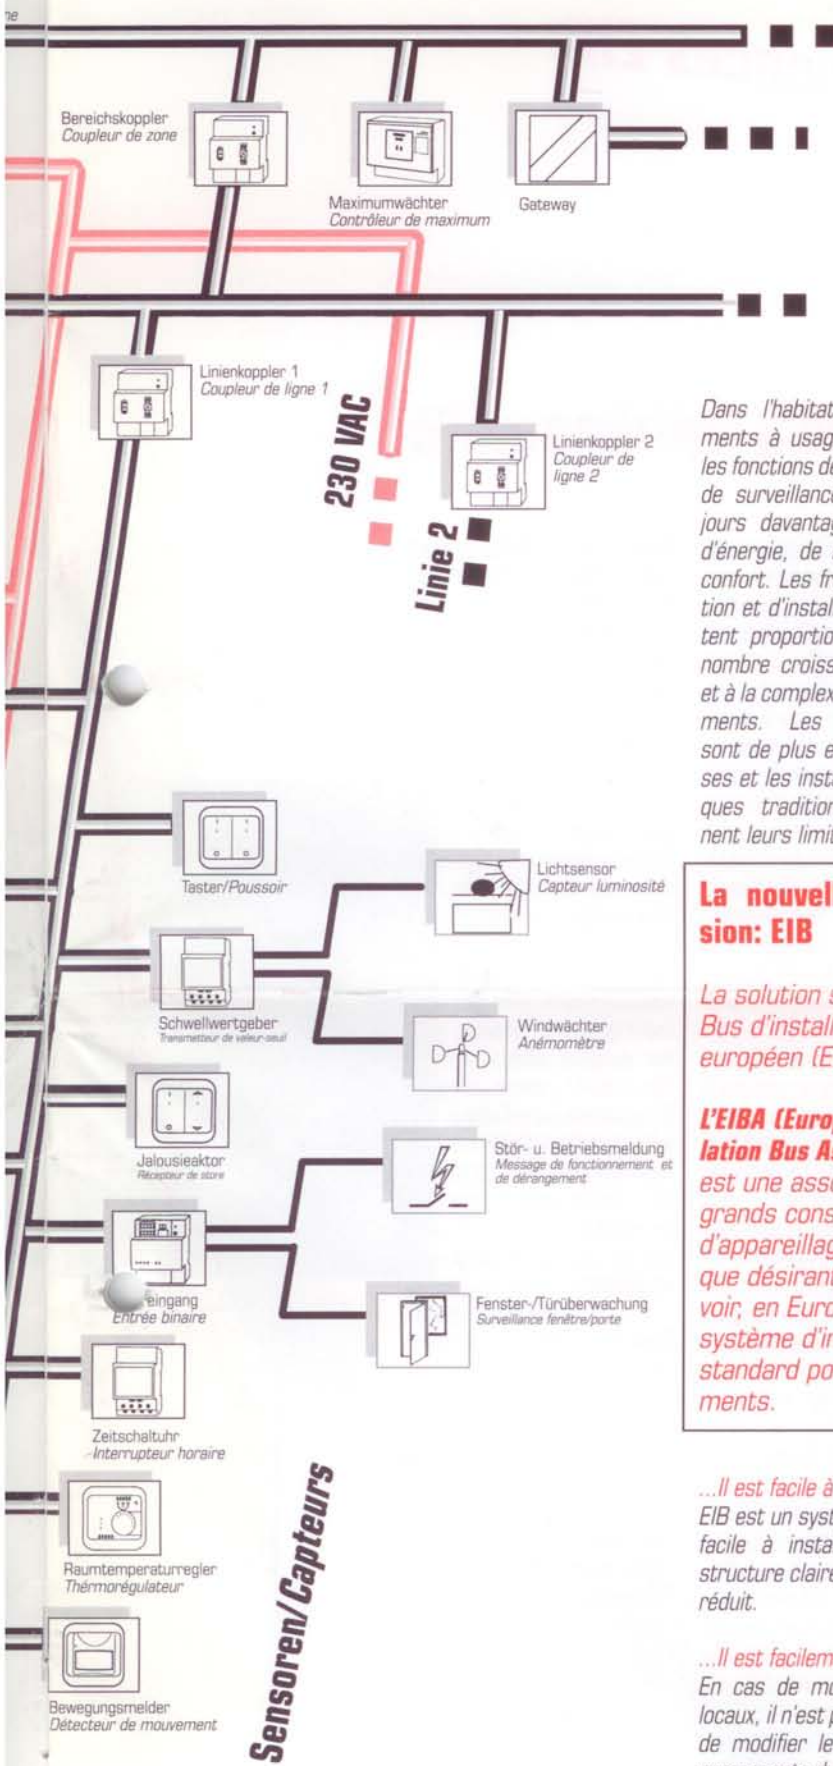 Bereichskoppler
Coupleur de zone
Maximumwächter
Contrôleur de maximum
Gateway
Linienkoppler 1
Coupleur de ligne 1
230 VAC
Linienkoppler 2
Coupleur de
ligne 2
Linie 2
Taster/Poussoir
Lichtsensor
Capteur luminosité
Schwellwertgeber
Transmetteur de valeur-seuil
Windwächter
Anémomètre
Jalousieaktor
Récepteur de store
Stör- u. Betriebsmeldung
Message de fonctionnement et
de dérangement
eingang
Entrée binaire
Fenster-/Türüberwachung
Surveillance fenêtre/porte
Zeitschaltuhr
Interrupteur horaire
Raumtemperaturregler
Thérmorégulateur
Bewegungsmelder
Détecteur de mouvement
Sensoren/Capteurs
Dans l'habitat
ments à usag
les fonctions de
de surveillance
jours davantag
d'énergie, de
confort. Les fr
tion et d'install
tent proportio
nombre croiss
et à la complex
ments. Les
sont de plus e
ses et les inst
ques tradition
nent leurs limit
La nouvell
sion: EIB
La solution s
Bus d'install
européen (E
L'EIBA (Europ
lation Bus A
est une asso
grands cons
d'appareillag
que désirant
voir, en Euro
système d'in
standard po
ments.
...Il est facile à
EIB est un syst
facile à insta
structure claire
réduit.
...Il est facilem
En cas de mo
locaux, il n'est p
de modifier le